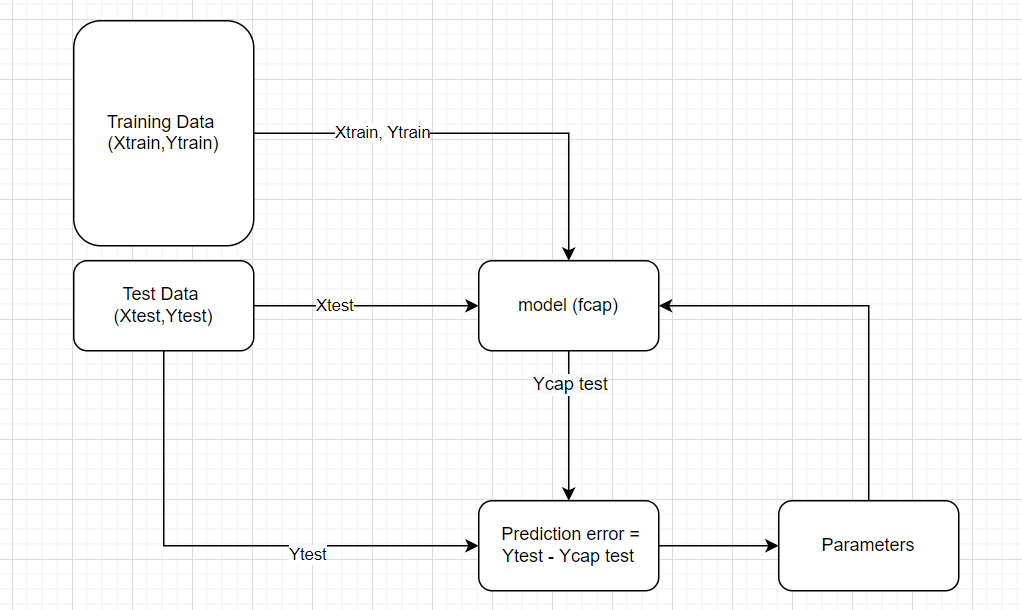 Training Data
(Xtrain,Ytrain)
Xtrain, Ytrain
Test Data
(Xtest,Ytest)
Xtest
model (fcap)
Ycap test
Ytest
Prediction error =
Ytest - Ycap test
Parameters